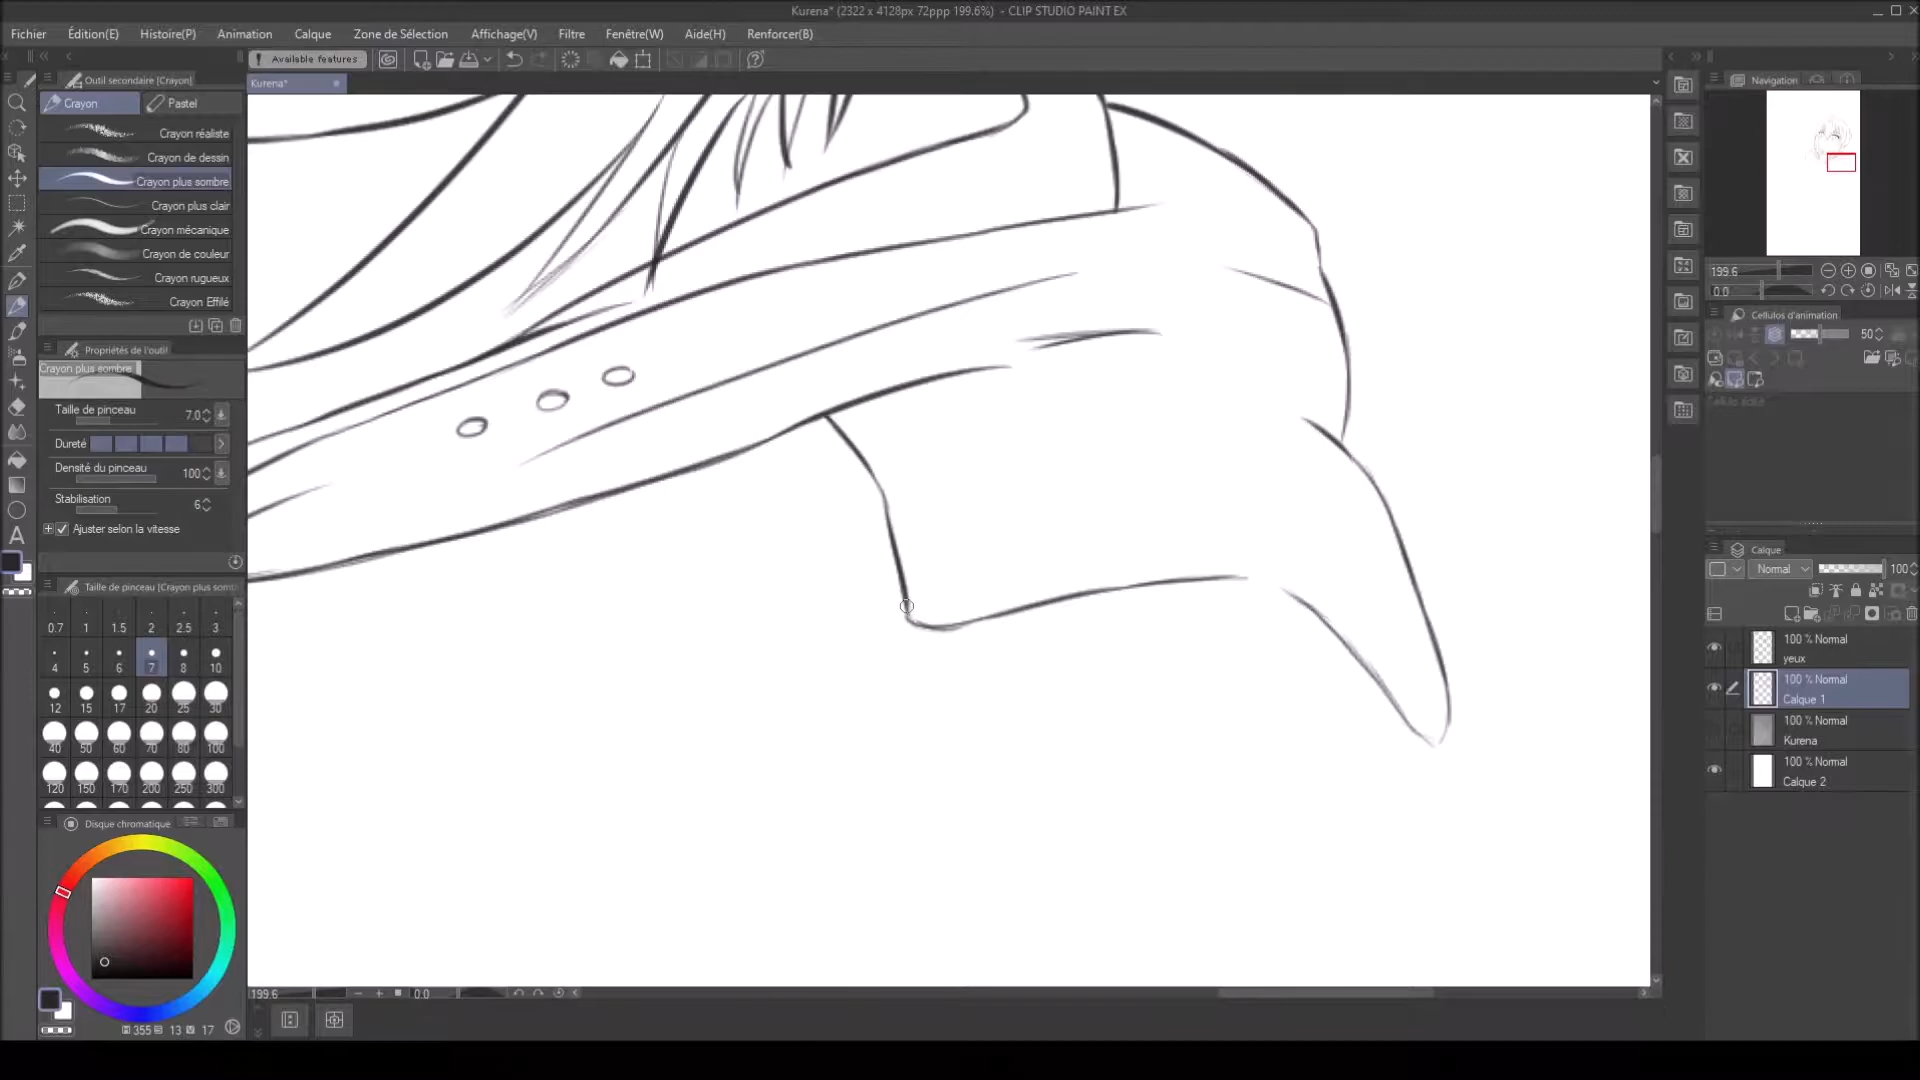 Kurena* (2322 x 4128px 72ppp 199.6%) - CLIP STUDIO PAINT EX
Fichier Édition(E) Histoire(P) Animation Calque Zone de Sélection Affichage(V) Filtre Fenêtre(W) Aide(H) Renforcer(B)
! Available features
Kurena*
Outil secondaire [Crayon]
Crayon Pastel
Crayon réaliste
Crayon de dessin
Crayon plus sombre
Crayon plus clair
Crayon mécanique
Crayon de couleur
Crayon rugueux
Crayon Effilé
Propriétés de l'outil
Crayon plus sombre
Taille de pinceau 7.0
Dureté
Densité du pinceau 100
Stabilisation 6
Ajuster selon la vitesse
Taille de pinceau [Crayon plus somb
0.7 1 1.5 2 2.5 3
4 5 6 7 8 10
12 15 17 20 25 30
40 50 60 70 80 100
120 150 170 200 250 300
Disque chromatique
355 13 17
199.6 0.0
Navigation
199.6
0.0
Cellulos d'animation
50
Calque
Normal 100
100 % Normal
yeux
100 % Normal
Calque 1
100 % Normal
Kurena
100 % Normal
Calque 2